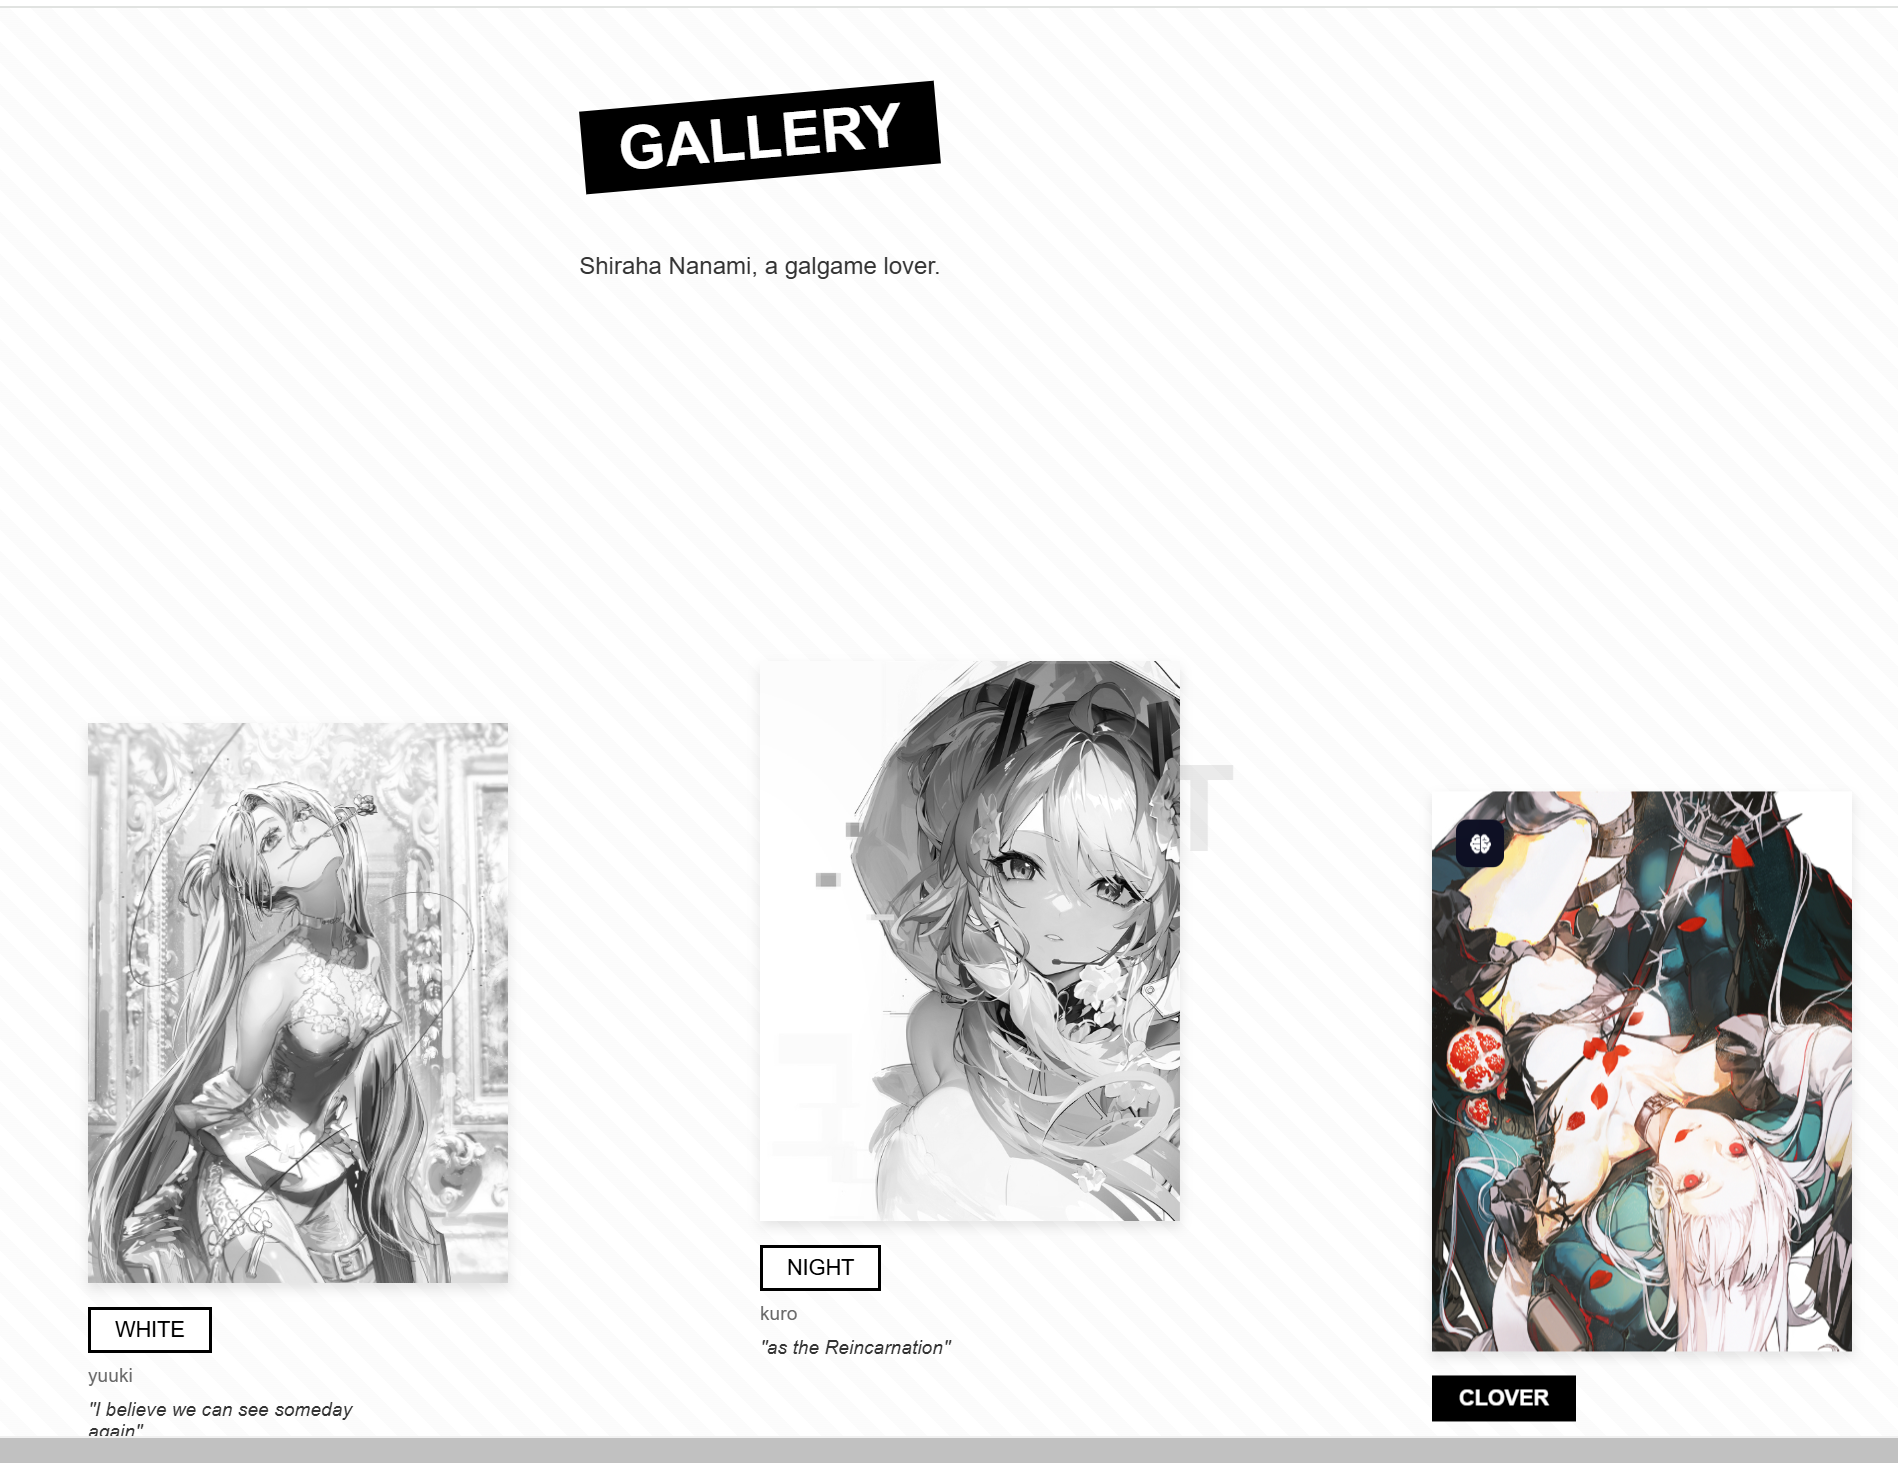 GALLERY
Shiraha Nanami, a galgame lover.
T
WHITE
yuuki
"I believe we can see someday
again"
NIGHT
kuro
"as the Reincarnation"
CLOVER